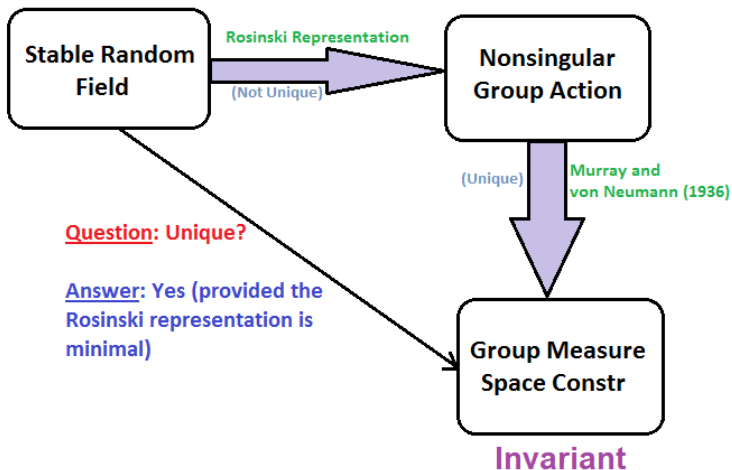 Stable Random
Field
Rosinski Representation
(Not Unique)
Nonsingular
Group Action
(Unique)
Murray and
von Neumann (1936)
Question: Unique?
Answer: Yes (provided the
Rosinski representation is
minimal)
Group Measure
Space Constr
Invariant